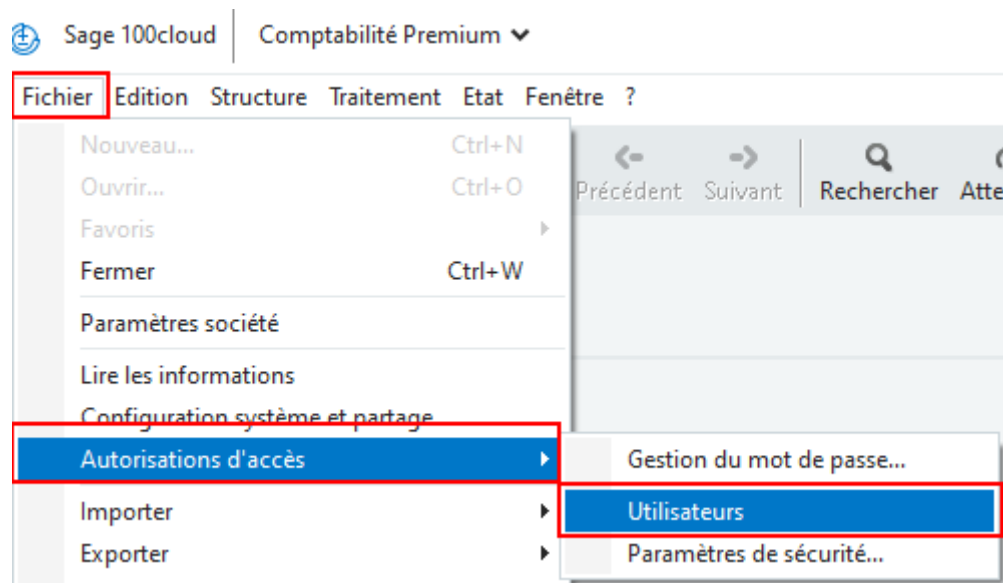 Sage 100cloud Comptabilité Premium
Fichier Edition Structure Traitement Etat Fenêtre ?
Nouveau... Ctrl+N
Ouvrir... Ctrl+O
Précédent Suivant Rechercher Atte
Favoris
Fermer Ctrl+W
Paramètres société
Lire les informations
Configuration système et partage
Autorisations d'accès
Gestion du mot de passe...
Importer
Utilisateurs
Exporter
Paramètres de sécurité...